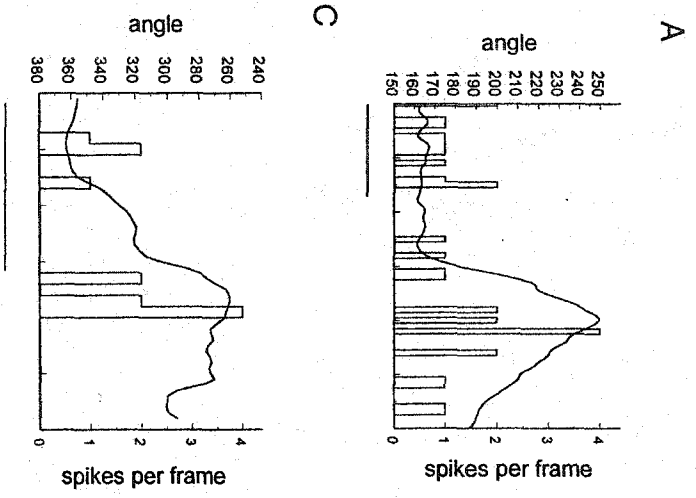 A
angle
150 160 170 180 190 200 210 220 230 240 250
0 1 2 3 4
spikes per frame
C
angle
380 360 340 320 300 280 260 240
0 1 2 3 4
spikes per frame